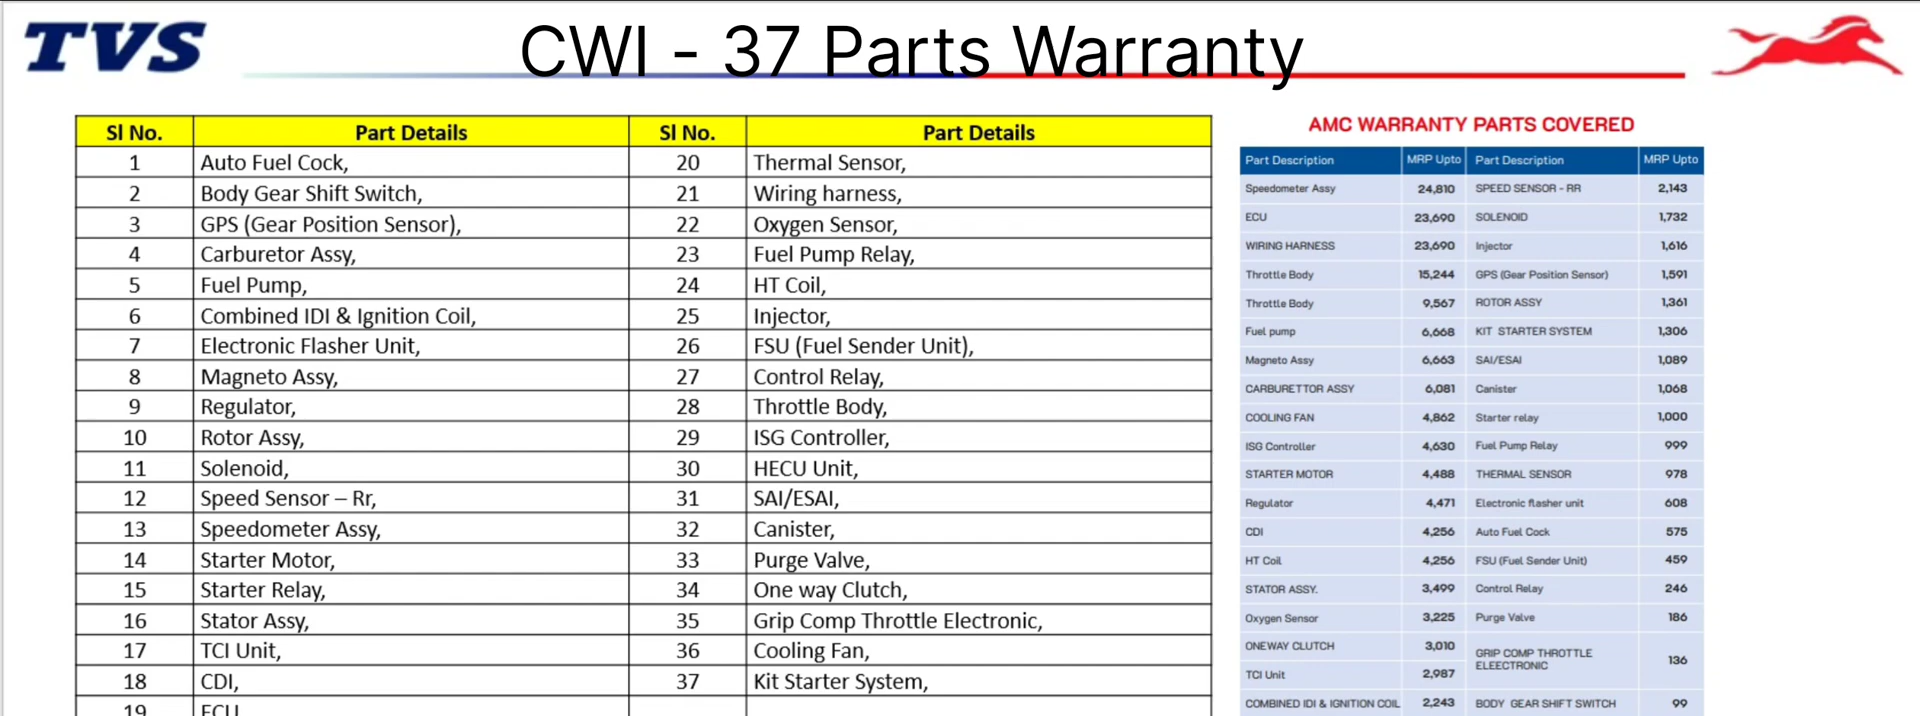 TVS
CWI - 37 Parts Warranty
Sl No. Part Details Sl No. Part Details
1 Auto Fuel Cock, 20 Thermal Sensor,
2 Body Gear Shift Switch, 21 Wiring harness,
3 GPS (Gear Position Sensor), 22 Oxygen Sensor,
4 Carburetor Assy, 23 Fuel Pump Relay,
5 Fuel Pump, 24 HT Coil,
6 Combined IDI & Ignition Coil, 25 Injector,
7 Electronic Flasher Unit, 26 FSU (Fuel Sender Unit),
8 Magneto Assy, 27 Control Relay,
9 Regulator, 28 Throttle Body,
10 Rotor Assy, 29 ISG Controller,
11 Solenoid, 30 HECU Unit,
12 Speed Sensor – Rr, 31 SAI/ESAI,
13 Speedometer Assy, 32 Canister,
14 Starter Motor, 33 Purge Valve,
15 Starter Relay, 34 One way Clutch,
16 Stator Assy, 35 Grip Comp Throttle Electronic,
17 TCI Unit, 36 Cooling Fan,
18 CDI, 37 Kit Starter System,
19 ECU
AMC WARRANTY PARTS COVERED
Part Description MRP Upto Part Description MRP Upto
Speedometer Assy 24,810 SPEED SENSOR - RR 2,143
ECU 23,690 SOLENOID 1,732
WIRING HARNESS 23,690 Injector 1,616
Throttle Body 15,244 GPS (Gear Position Sensor) 1,591
Throttle Body 9,567 ROTOR ASSY 1,361
Fuel pump 6,668 KIT STARTER SYSTEM 1,306
Magneto Assy 6,663 SAI/ESAI 1,089
CARBURETTOR ASSY 6,081 Canister 1,068
COOLING FAN 4,862 Starter relay 1,000
ISG Controller 4,630 Fuel Pump Relay 999
STARTER MOTOR 4,488 THERMAL SENSOR 978
Regulator 4,471 Electronic flasher unit 608
CDI 4,256 Auto Fuel Cock 575
HT Coil 4,256 FSU (Fuel Sender Unit) 459
STATOR ASSY. 3,499 Control Relay 246
Oxygen Sensor 3,225 Purge Valve 186
ONEWAY CLUTCH 3,010 GRIP COMP THROTTLE
ELEECTRONIC 136
TCI Unit 2,987
COMBINED IDI & IGNITION COIL 2,243 BODY GEAR SHIFT SWITCH 99